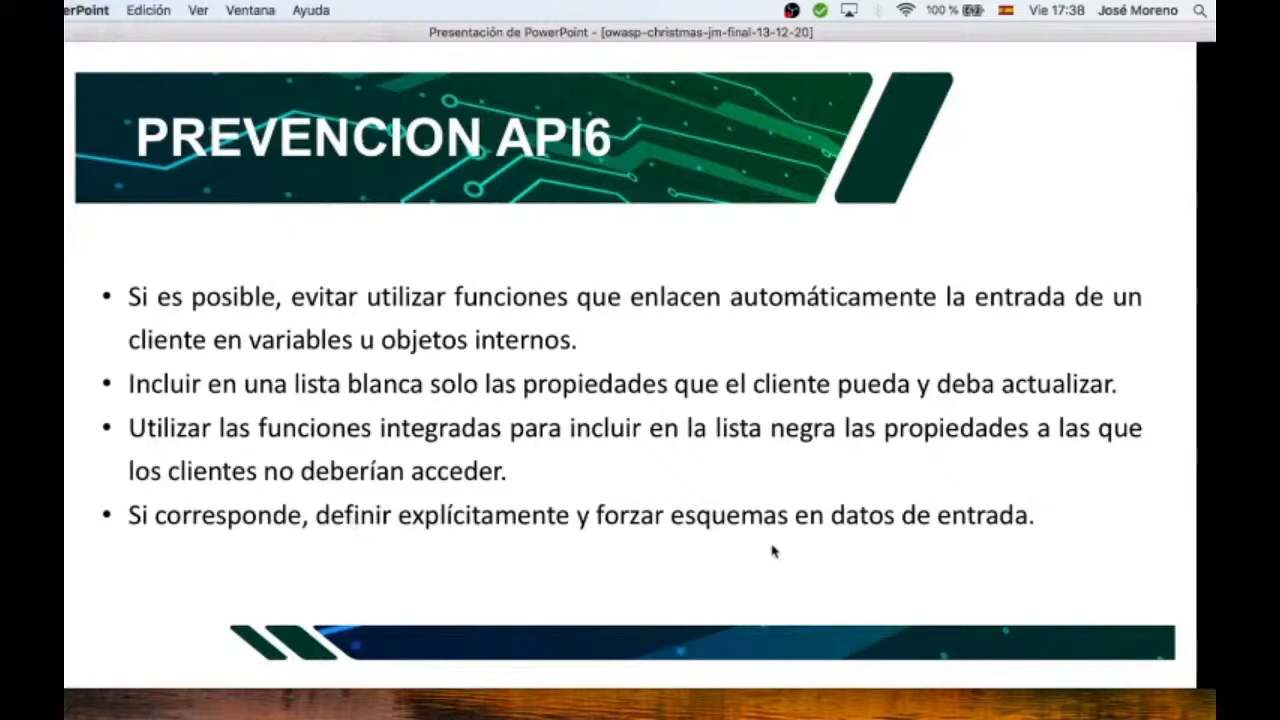 erPoint Edición Ver Ventana Ayuda 100 % Vie 17:38 José Moreno
Presentación de PowerPoint - [owasp-christmas-jm-final-13-12-20]
PREVENCION API6
• Si es posible, evitar utilizar funciones que enlacen automáticamente la entrada de un
cliente en variables u objetos internos.
• Incluir en una lista blanca solo las propiedades que el cliente pueda y deba actualizar.
• Utilizar las funciones integradas para incluir en la lista negra las propiedades a las que
los clientes no deberían acceder.
• Si corresponde, definir explícitamente y forzar esquemas en datos de entrada.